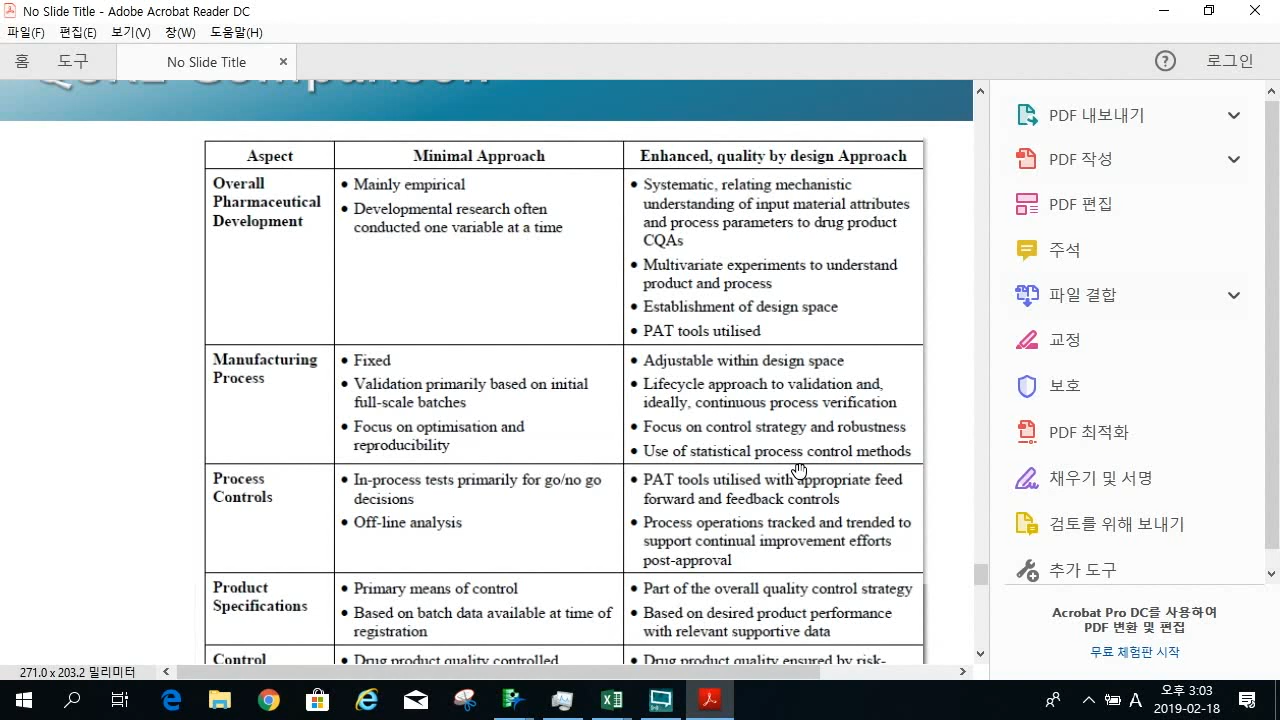 No Slide Title - Adobe Acrobat Reader DC
파일(F) 편집(E) 보기(V) 창(W) 도움말(H)
홈 도구 No Slide Title × ? 로그인
Comparison
Aspect Minimal Approach Enhanced, quality by design Approach
Overall
Pharmaceutical
Development
• Mainly empirical
• Developmental research often
conducted one variable at a time
• Systematic, relating mechanistic
understanding of input material attributes
and process parameters to drug product
CQAs
• Multivariate experiments to understand
product and process
• Establishment of design space
• PAT tools utilised
Manufacturing
Process
• Fixed
• Validation primarily based on initial
full-scale batches
• Focus on optimisation and
reproducibility
• Adjustable within design space
• Lifecycle approach to validation and,
ideally, continuous process verification
• Focus on control strategy and robustness
• Use of statistical process control methods
Process
Controls
• In-process tests primarily for go/no go
decisions
• Off-line analysis
• PAT tools utilised with appropriate feed
forward and feedback controls
• Process operations tracked and trended to
support continual improvement efforts
post-approval
Product
Specifications
• Primary means of control
• Based on batch data available at time of
registration
• Part of the overall quality control strategy
• Based on desired product performance
with relevant supportive data
Control
• Drug product quality controlled
• Drug product quality ensured by risk-
PDF 내보내기
PDF 작성
PDF 편집
주석
파일 결합
교정
보호
PDF 최적화
채우기 및 서명
검토를 위해 보내기
추가 도구
Acrobat Pro DC를 사용하여
PDF 변환 및 편집
무료 체험판 시작
271.0 x 203.2 밀리미터
A
오후 3:03
2019-02-18